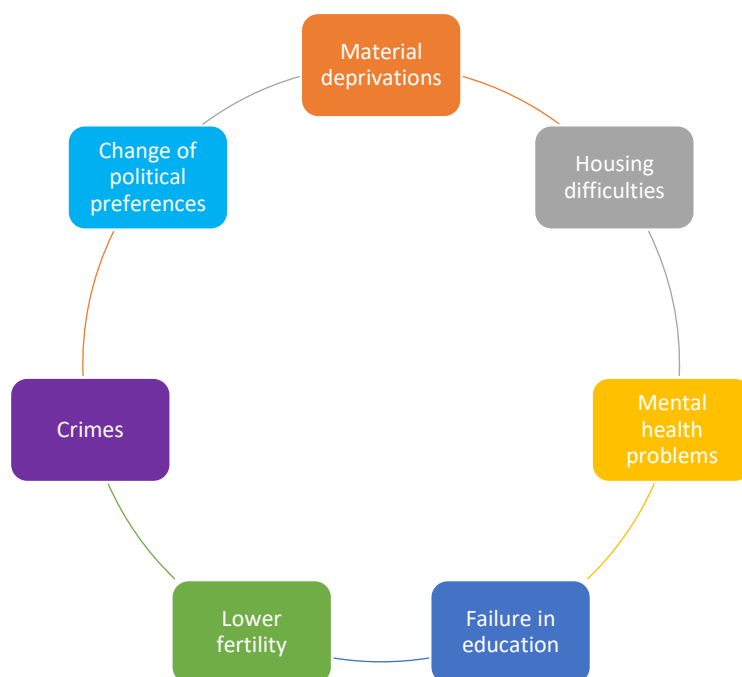 Material
deprivations
Housing
difficulties
Mental
health
problems
Failure in
education
Lower
fertility
Crimes
Change of
political
preferences